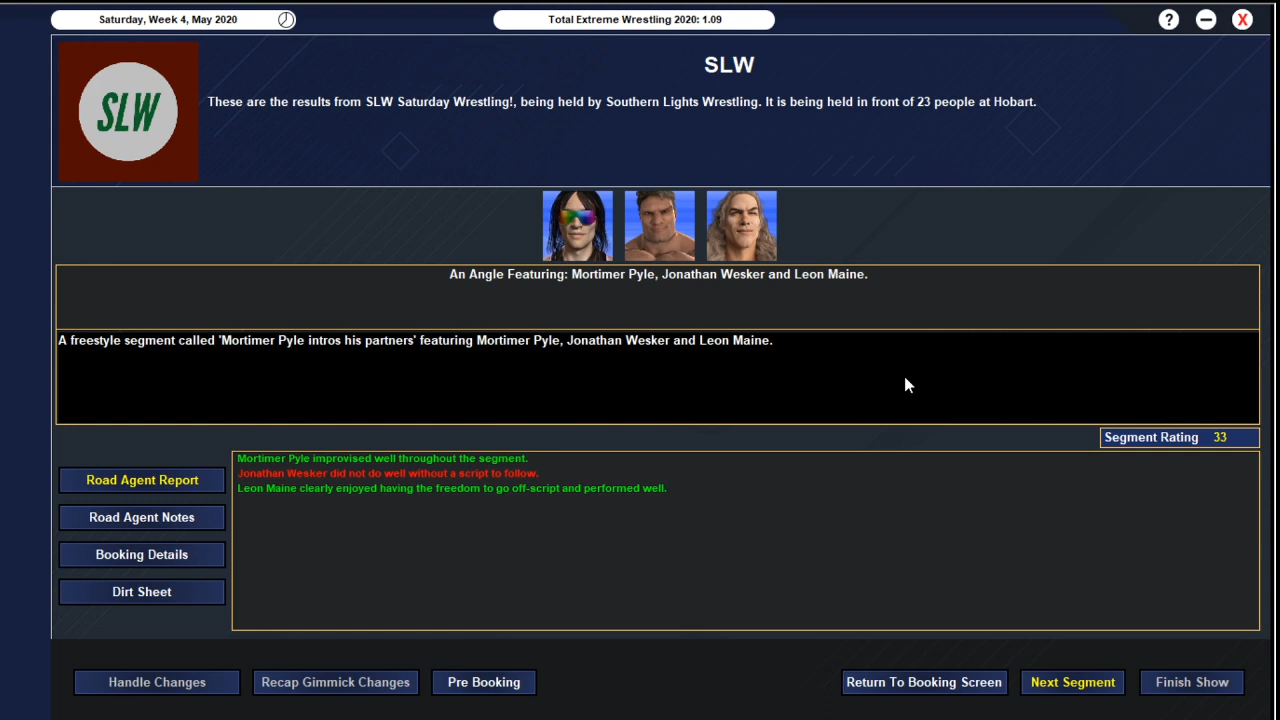 Saturday, Week 4, May 2020
Total Extreme Wrestling 2020: 1.09
?
X
SLW
SLW
These are the results from SLW Saturday Wrestling!, being held by Southern Lights Wrestling. It is being held in front of 23 people at Hobart.
An Angle Featuring: Mortimer Pyle, Jonathan Wesker and Leon Maine.
A freestyle segment called 'Mortimer Pyle intros his partners' featuring Mortimer Pyle, Jonathan Wesker and Leon Maine.
Segment Rating 33
Mortimer Pyle improvised well throughout the segment.
Jonathan Wesker did not do well without a script to follow.
Leon Maine clearly enjoyed having the freedom to go off-script and performed well.
Road Agent Report
Road Agent Notes
Booking Details
Dirt Sheet
Handle Changes
Recap Gimmick Changes
Pre Booking
Return To Booking Screen
Next Segment
Finish Show